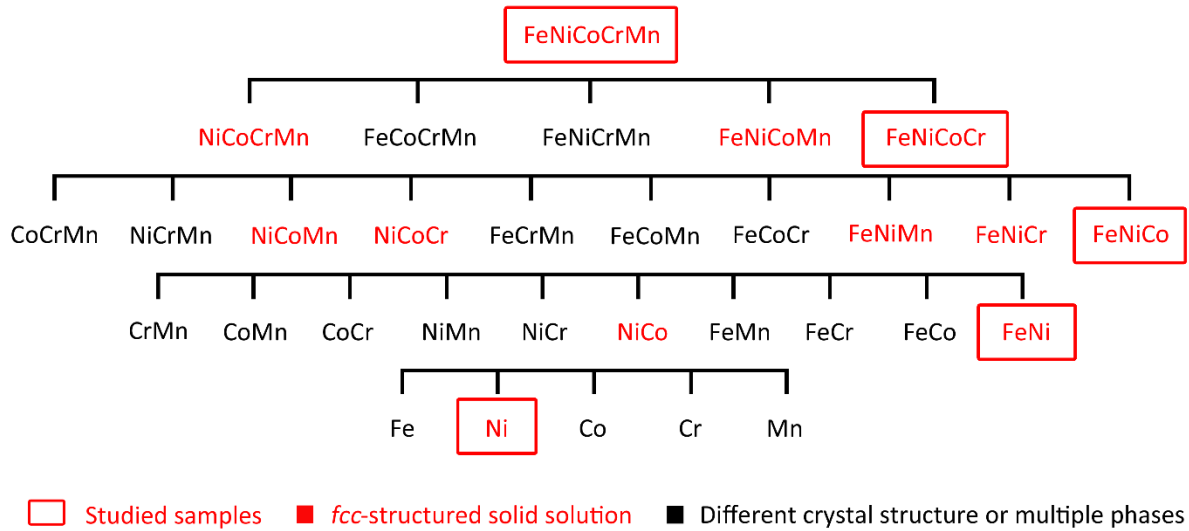 FeNiCoCrMn
NiCoCrMn FeCoCrMn FeNiCrMn FeNiCoMn FeNiCoCr
CoCrMn NiCrMn NiCoMn NiCoCr FeCrMn FeCoMn FeCoCr FeNiMn FeNiCr FeNiCo
CrMn CoMn CoCr NiMn NiCr NiCo FeMn FeCr FeCo FeNi
Fe Ni Co Cr Mn
Studied samples fcc-structured solid solution Different crystal structure or multiple phases